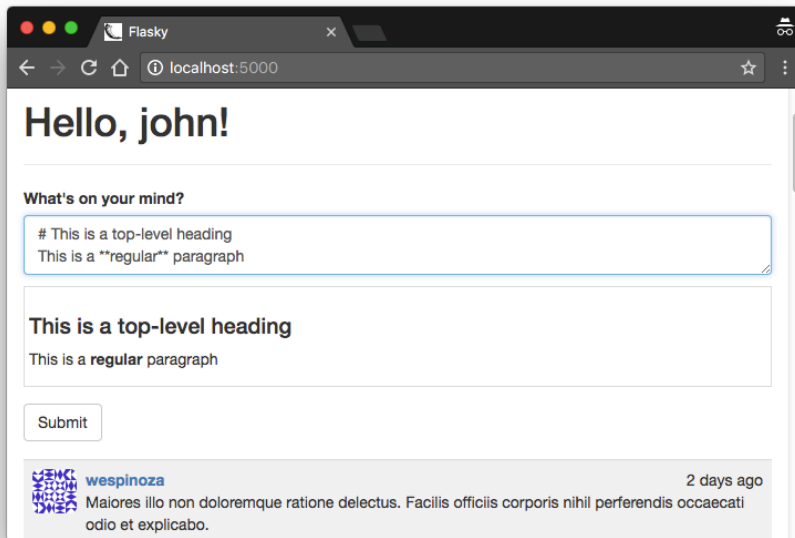 Flasky
localhost:5000
Hello, john!
What's on your mind?
# This is a top-level heading
This is a **regular** paragraph
This is a top-level heading
This is a regular paragraph
Submit
wespinoza 2 days ago
Maiores illo non doloremque ratione delectus. Facilis officiis corporis nihil perferendis occaecati
odio et explicabo.